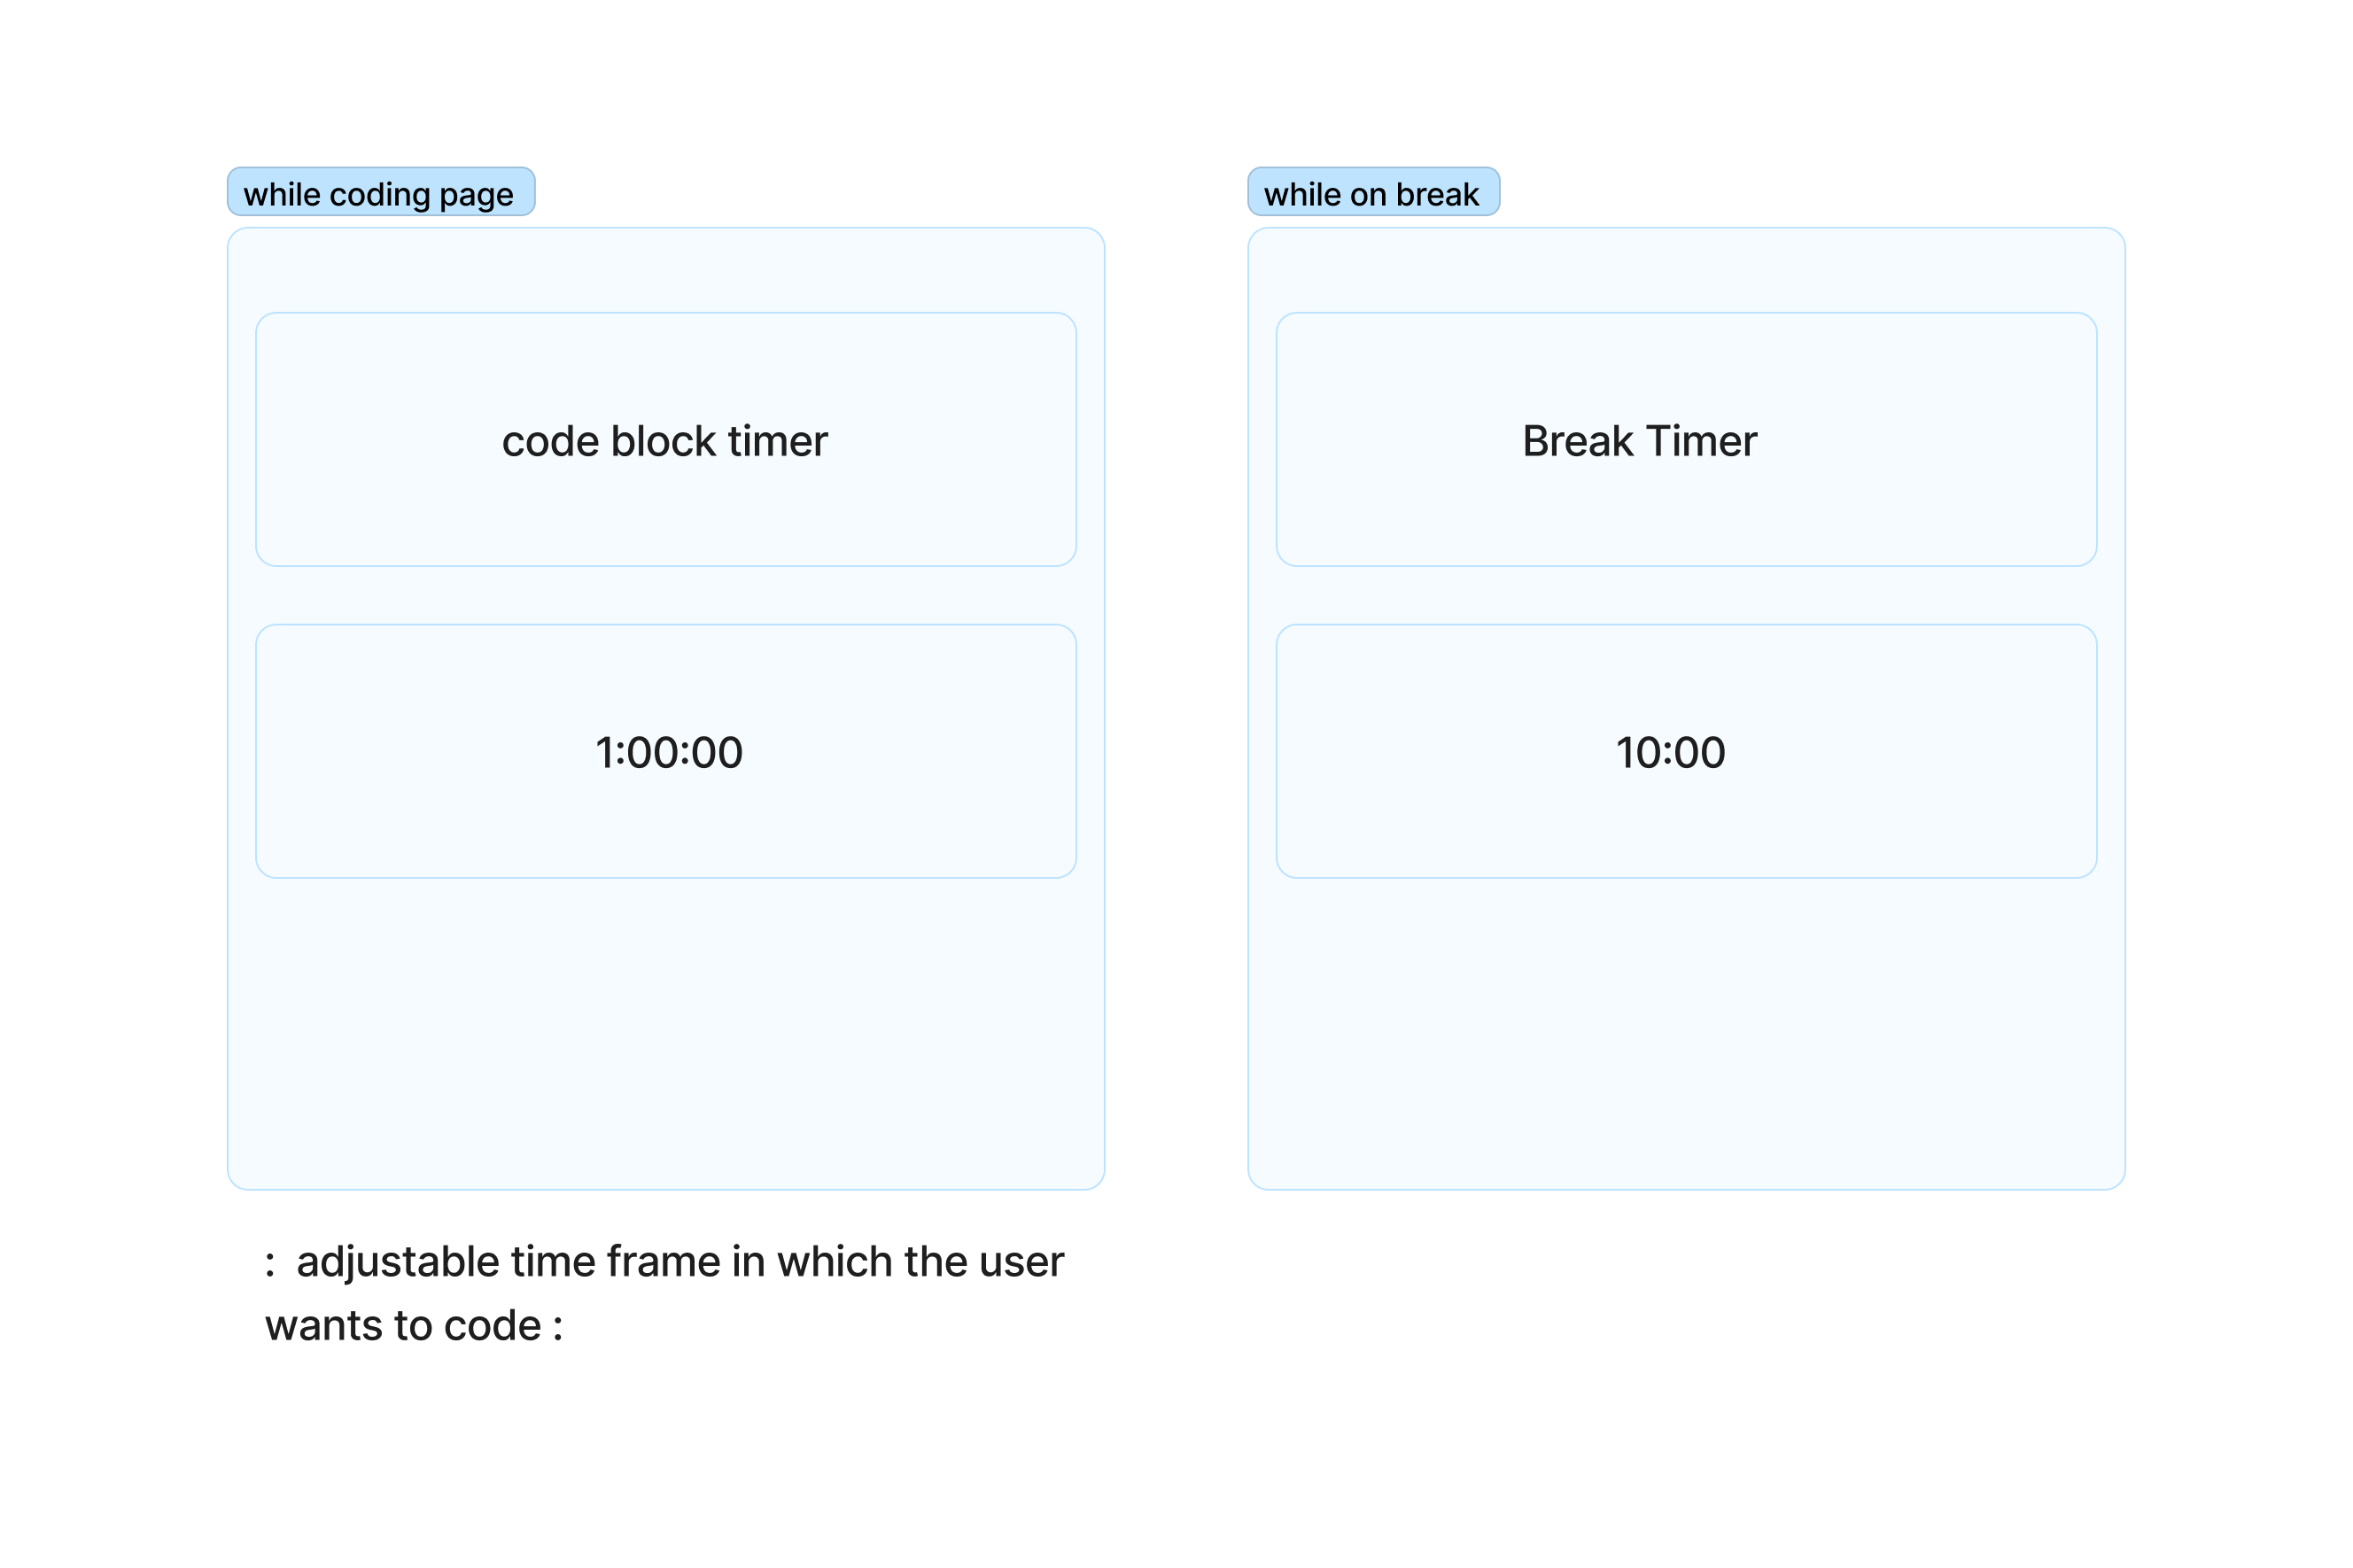 while coding page
code block timer
1:00:00
: adjustable time frame in which the user
wants to code :
while on break
Break Timer
10:00